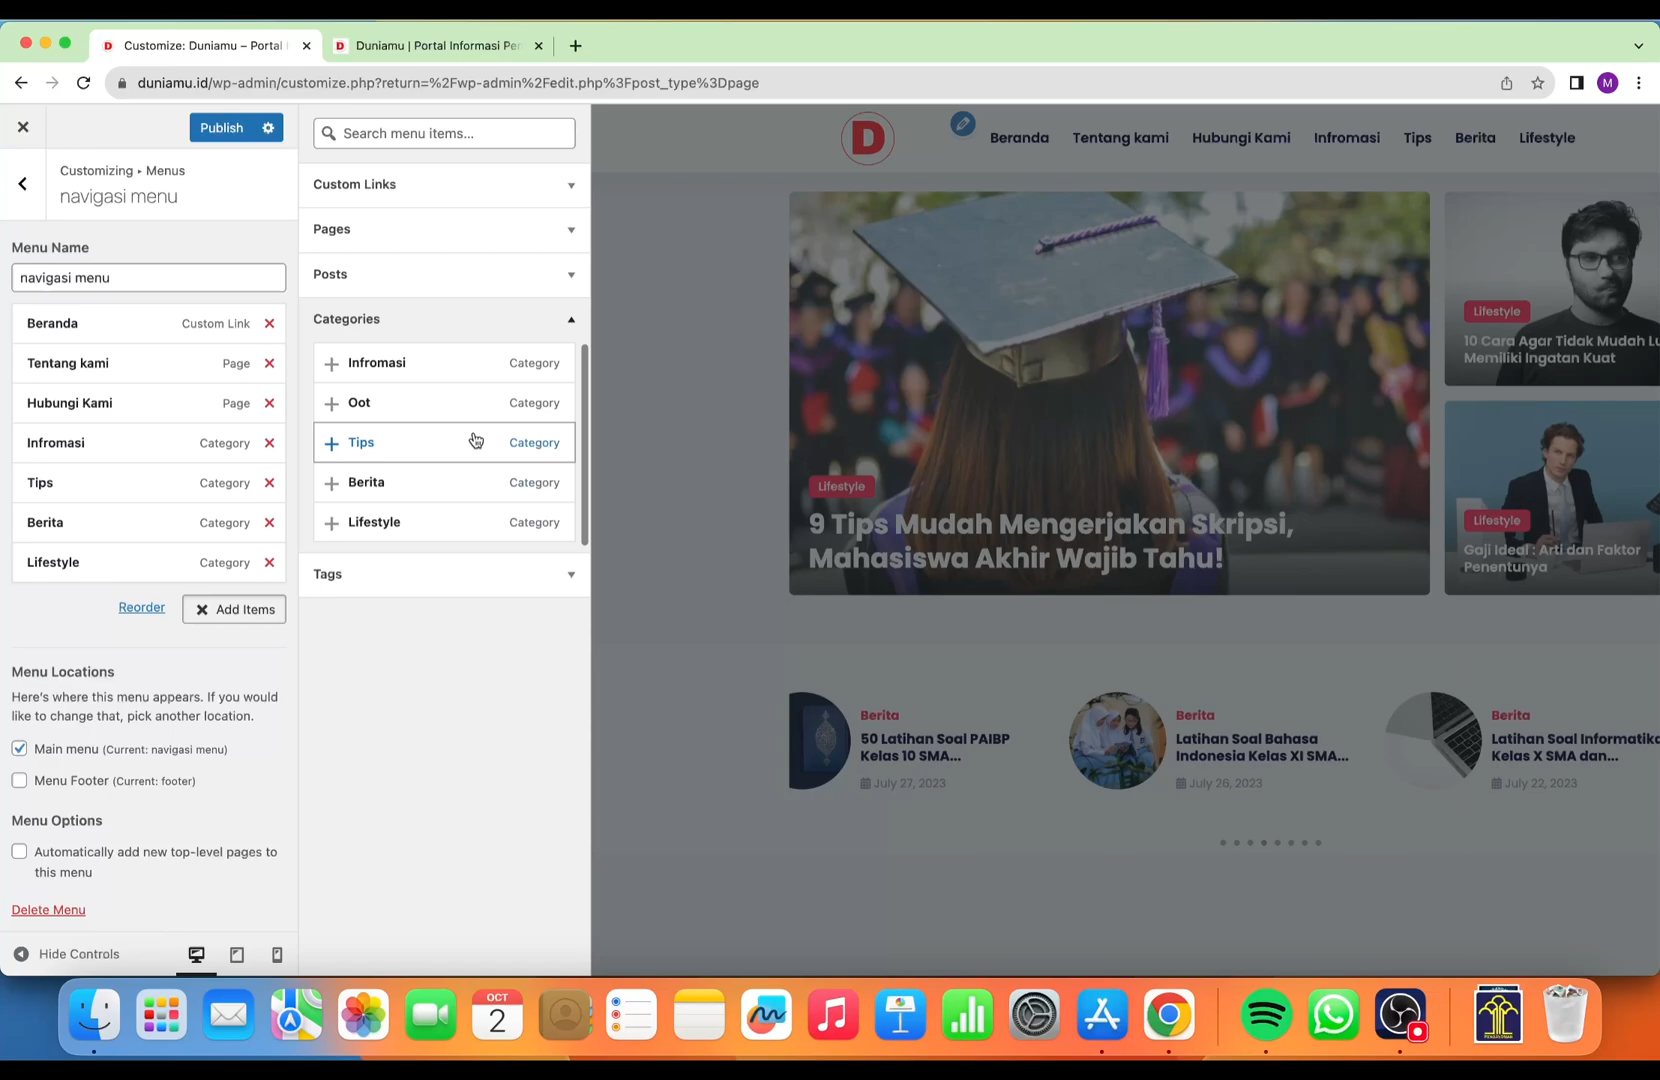 Customize: Duniamu – Portal
Duniamu | Portal Informasi Per
duniamu.id/wp-admin/customize.php?return=%2Fwp-admin%2Fedit.php%3Fpost_type%3Dpage
M
Publish
Customizing ▸ Menus
navigasi menu
Menu Name
navigasi menu
Beranda Custom Link
Tentang kami Page
Hubungi Kami Page
Infromasi Category
Tips Category
Berita Category
Lifestyle Category
Reorder
Add Items
Menu Locations
Here's where this menu appears. If you would
like to change that, pick another location.
Main menu (Current: navigasi menu)
Menu Footer (Current: footer)
Menu Options
Automatically add new top-level pages to
this menu
Delete Menu
Hide Controls
Search menu items...
Custom Links
Pages
Posts
Categories
Infromasi Category
Oot Category
Tips Category
Berita Category
Lifestyle Category
Tags
D
Beranda Tentang kami Hubungi Kami Infromasi Tips Berita Lifestyle
Lifestyle
9 Tips Mudah Mengerjakan Skripsi,
Mahasiswa Akhir Wajib Tahu!
Lifestyle
10 Cara Agar Tidak Mudah Lu
Memiliki Ingatan Kuat
Lifestyle
Gaji Ideal : Arti dan Faktor
Penentunya
Berita
50 Latihan Soal PAIBP
Kelas 10 SMA...
July 27, 2023
Berita
Latihan Soal Bahasa
Indonesia Kelas XI SMA...
July 26, 2023
Berita
Latihan Soal Informatika
Kelas X SMA dan...
July 22, 2023
OCT
2